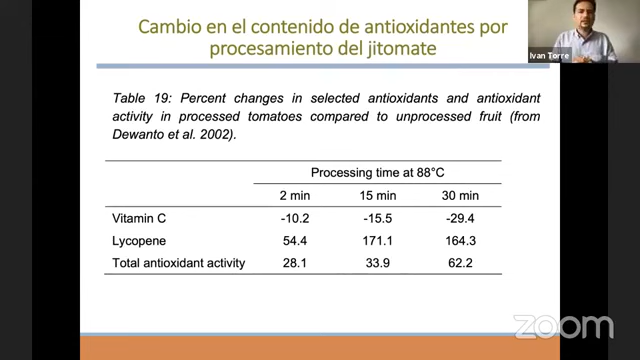 Cambio en el contenido de antioxidantes por
procesamiento del jitomate
Ivan Torre
Table 19: Percent changes in selected antioxidants and antioxidant
activity in processed tomatoes compared to unprocessed fruit (from
Dewanto et al. 2002).
Processing time at 88°C
2 min 15 min 30 min
Vitamin C -10.2 -15.5 -29.4
Lycopene 54.4 171.1 164.3
Total antioxidant activity 28.1 33.9 62.2
zoom